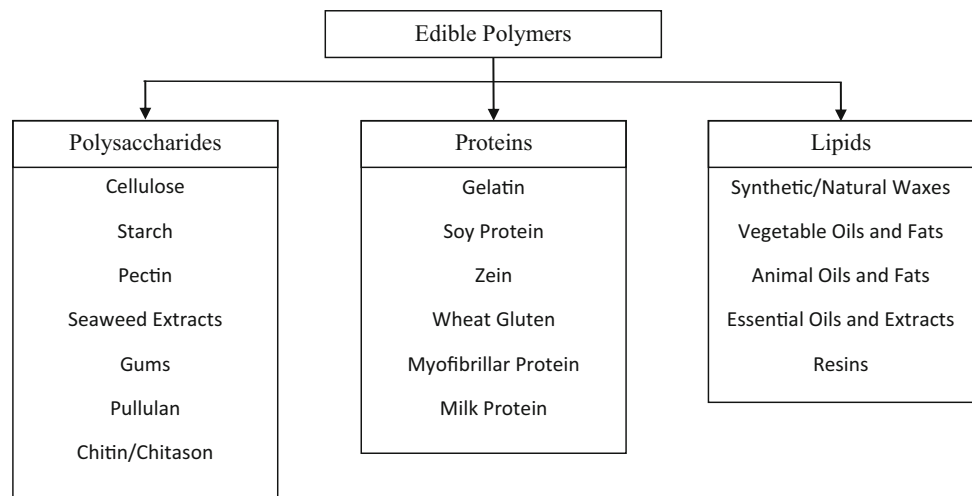 Edible Polymers
Polysaccharides
Cellulose
Starch
Pectin
Seaweed Extracts
Gums
Pullulan
Chitin/Chitason
Proteins
Gelatin
Soy Protein
Zein
Wheat Gluten
Myofibrillar Protein
Milk Protein
Lipids
Synthetic/Natural Waxes
Vegetable Oils and Fats
Animal Oils and Fats
Essential Oils and Extracts
Resins